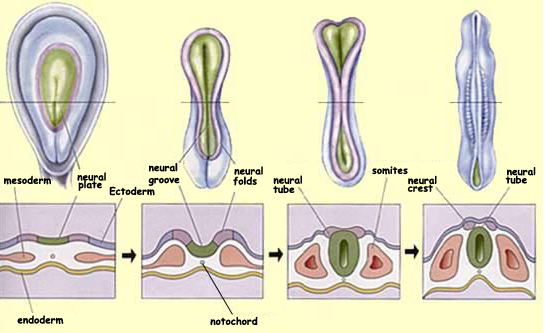 mesoderm
neural
plate
Ectoderm
neural
groove
neural
folds
neural
tube
somites
neural
crest
neural
tube
endoderm
notochord